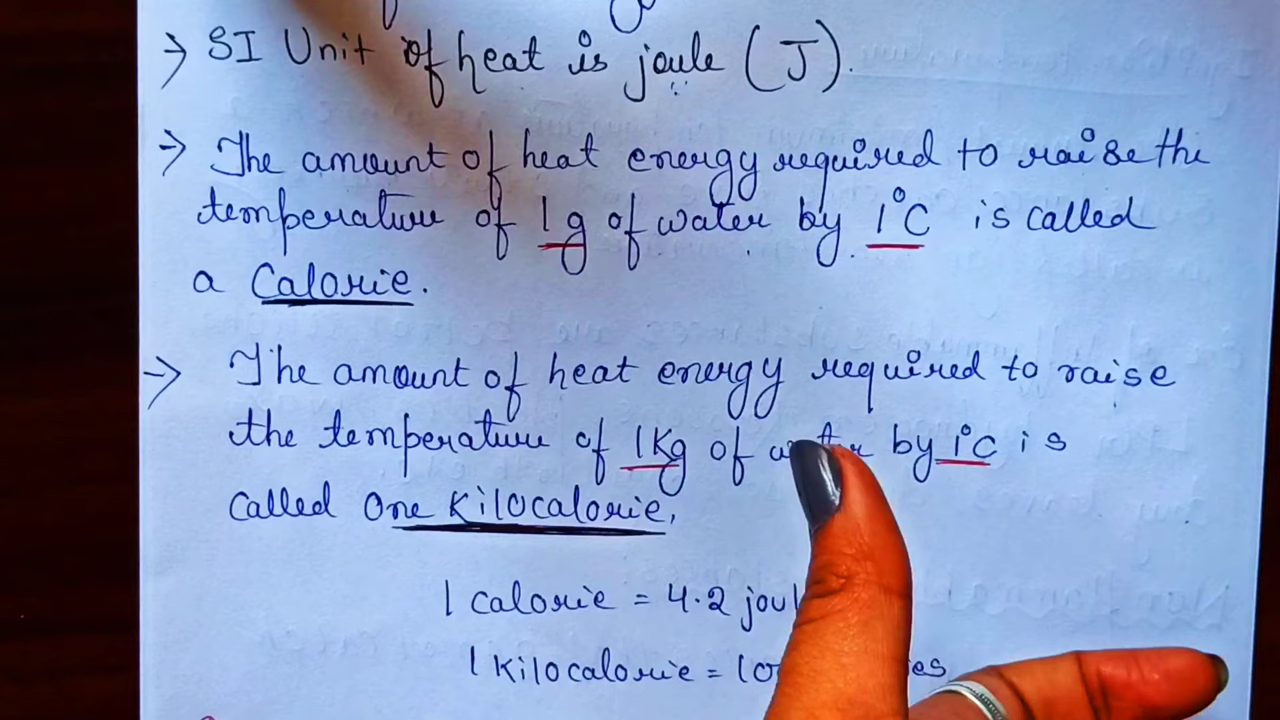 → SI Unit of heat is joule (J).
→ The amount of heat energy required to raise the
temperature of 1g of water by 1°C is called
a Calorie.
→ The amount of heat energy required to raise
the temperature of 1Kg of water by 1°C is
called One Kilocalorie,
1 calorie = 4.2
1 Kilocalorie =